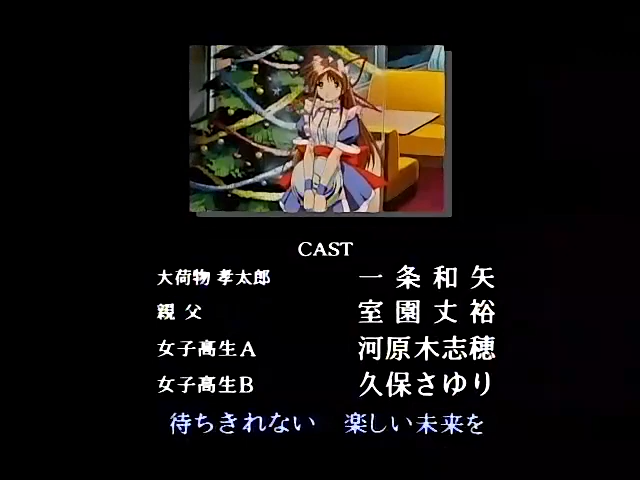 CAST
大荷物 孝太郎 一条和矢
親父 室園丈裕
女子高生A 河原木志穂
女子高生B 久保さゆり
待ちきれない 楽しい未来を